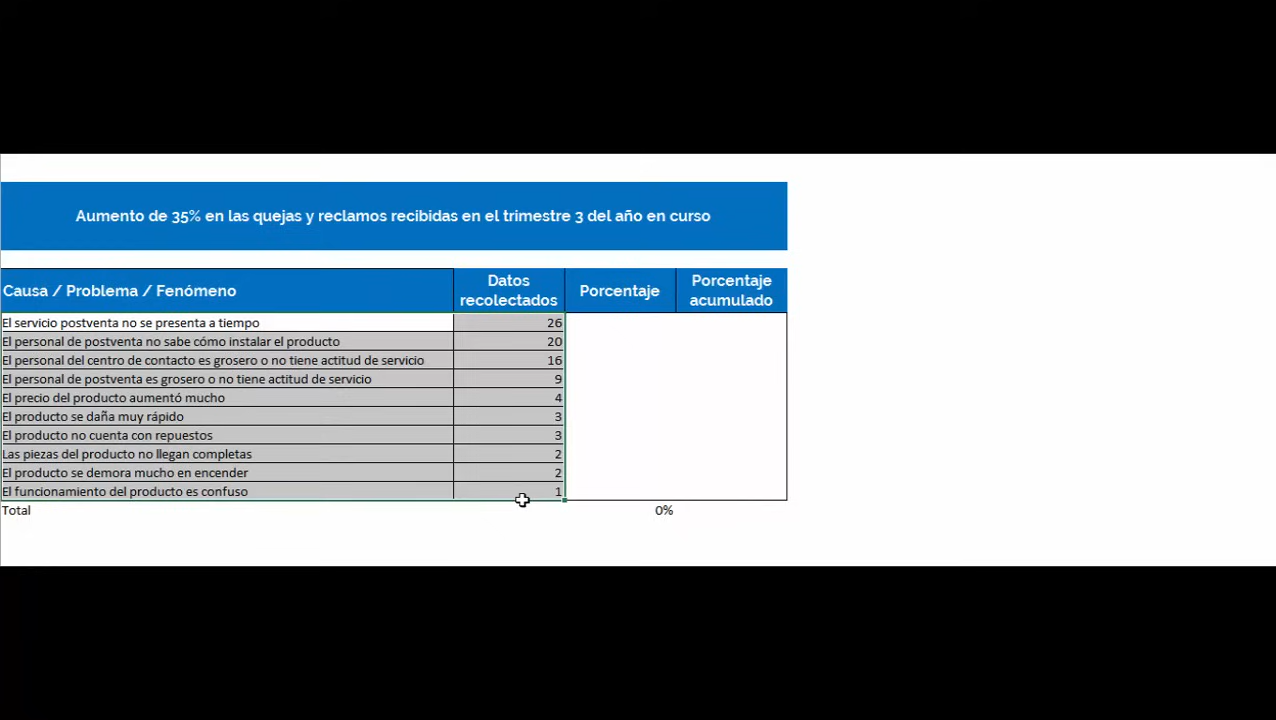 Aumento de 35% en las quejas y reclamos recibidas en el trimestre 3 del año en curso
Causa / Problema / Fenómeno Datos recolectados Porcentaje Porcentaje acumulado
El servicio postventa no se presenta a tiempo 26
El personal de postventa no sabe cómo instalar el producto 20
El personal del centro de contacto es grosero o no tiene actitud de servicio 16
El personal de postventa es grosero o no tiene actitud de servicio 9
El precio del producto aumentó mucho 4
El producto se daña muy rápido 3
El producto no cuenta con repuestos 3
Las piezas del producto no llegan completas 2
El producto se demora mucho en encender 2
El funcionamiento del producto es confuso 1
Total 0%